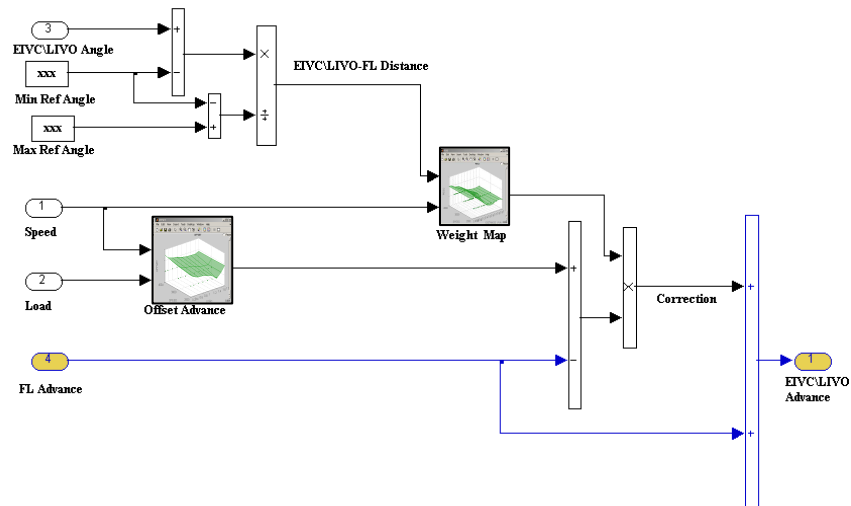 3
EIVC\LIVO Angle
xxx
Min Ref Angle
xxx
Max Ref Angle
+
−
−
+
×
÷
EIVC\LIVO-FL Distance
1
Speed
2
Load
Offset Advance
Weight Map
4
FL Advance
+
−
×
Correction
+
+
1
EIVC\LIVO
Advance